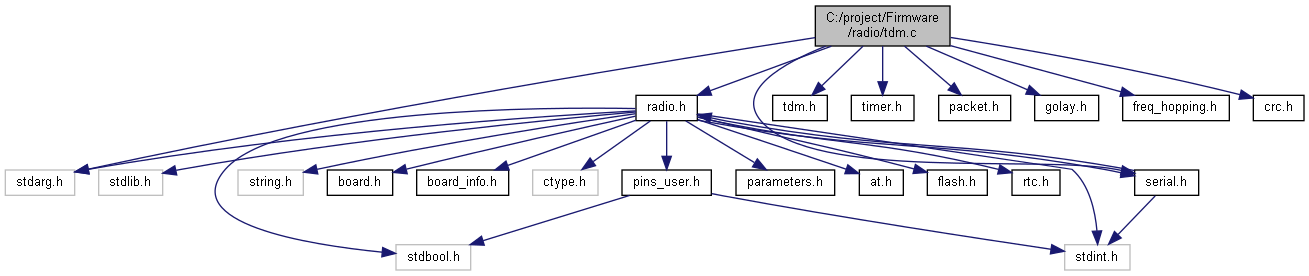 C:/project/Firmware
/radio/tdm.c
radio.h
tdm.h
timer.h
packet.h
golay.h
freq_hopping.h
crc.h
stdarg.h
stdlib.h
string.h
board.h
board_info.h
ctype.h
pins_user.h
parameters.h
at.h
flash.h
rtc.h
serial.h
stdbool.h
stdint.h